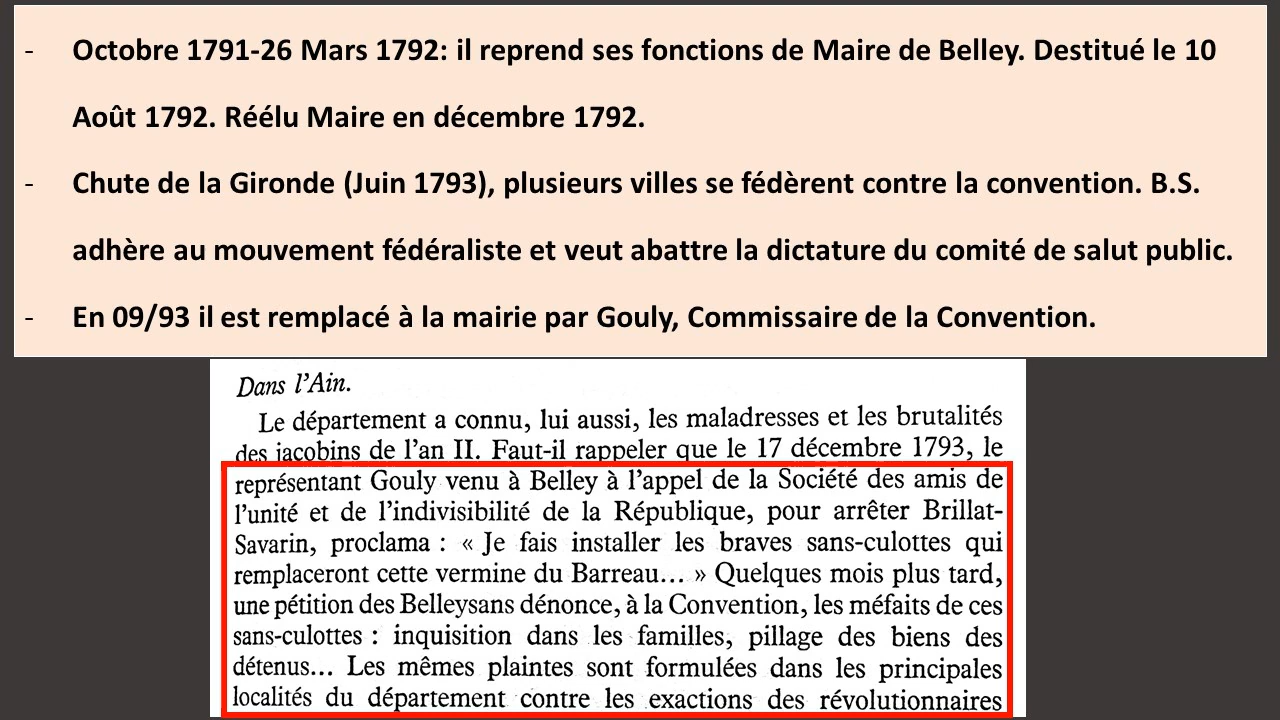 - Octobre 1791-26 Mars 1792: il reprend ses fonctions de Maire de Belley. Destitué le 10
Août 1792. Réélu Maire en décembre 1792.
- Chute de la Gironde (Juin 1793), plusieurs villes se fédèrent contre la convention. B.S.
adhère au mouvement fédéraliste et veut abattre la dictature du comité de salut public.
- En 09/93 il est remplacé à la mairie par Gouly, Commissaire de la Convention.
Dans l'Ain.
Le département a connu, lui aussi, les maladresses et les brutalités
des jacobins de l'an II. Faut-il rappeler que le 17 décembre 1793, le
représentant Gouly venu à Belley à l'appel de la Société des amis de
l'unité et de l'indivisibilité de la République, pour arrêter Brillat-
Savarin, proclama : « Je fais installer les braves sans-culottes qui
remplaceront cette vermine du Barreau... » Quelques mois plus tard,
une pétition des Belleysans dénonce, à la Convention, les méfaits de ces
sans-culottes : inquisition dans les familles, pillage des biens des
détenus... Les mêmes plaintes sont formulées dans les principales
localités du département contre les exactions des révolutionnaires